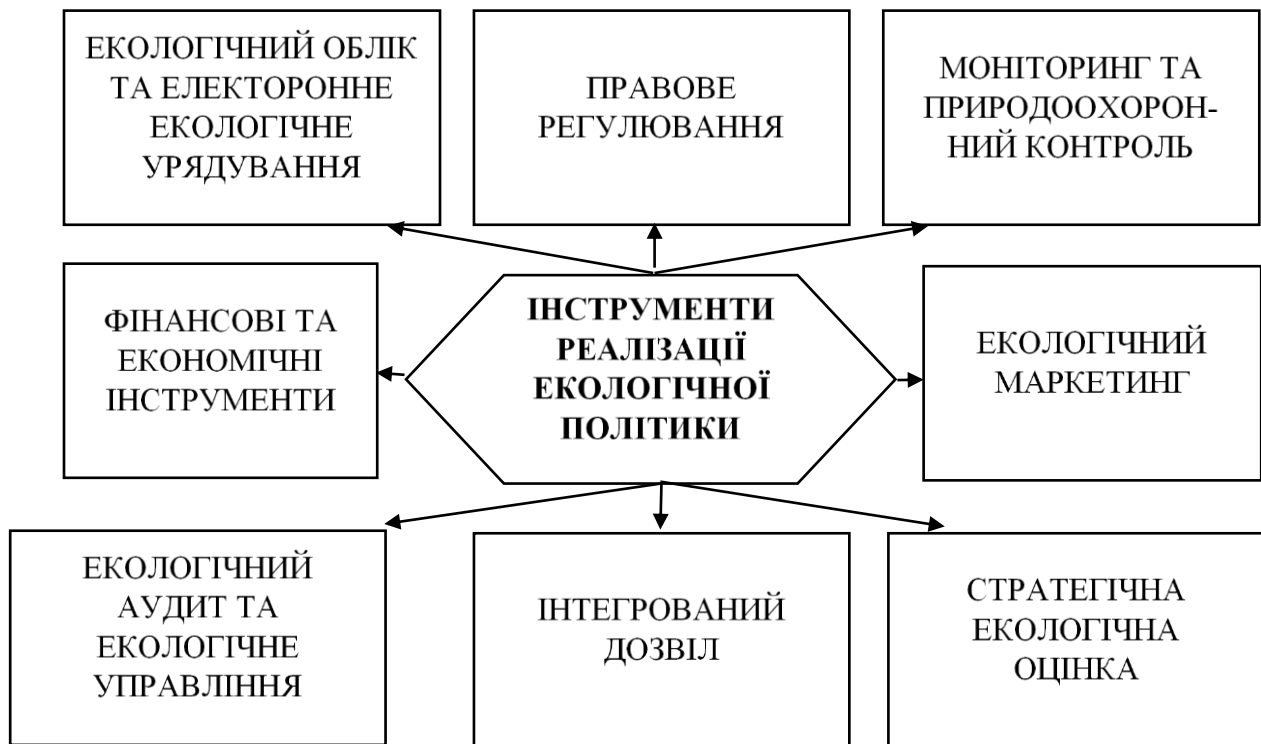 ЕКОЛОГІЧНИЙ ОБЛІК
ТА ЕЛЕКТОРОННЕ
ЕКОЛОГІЧНЕ
УРЯДУВАННЯ
ПРАВОВЕ
РЕГУЛЮВАННЯ
МОНІТОРИНГ ТА
ПРИРОДООХОРОН-
НИЙ КОНТРОЛЬ
ФІНАНСОВІ ТА
ЕКОНОМІЧНІ
ІНСТРУМЕНТИ
ІНСТРУМЕНТИ
РЕАЛІЗАЦІЇ
ЕКОЛОГІЧНОЇ
ПОЛІТИКИ
ЕКОЛОГІЧНИЙ
МАРКЕТИНГ
ЕКОЛОГІЧНИЙ
АУДИТ ТА
ЕКОЛОГІЧНЕ
УПРАВЛІННЯ
ІНТЕГРОВАНИЙ
ДОЗВІЛ
СТРАТЕГІЧНА
ЕКОЛОГІЧНА
ОЦІНКА